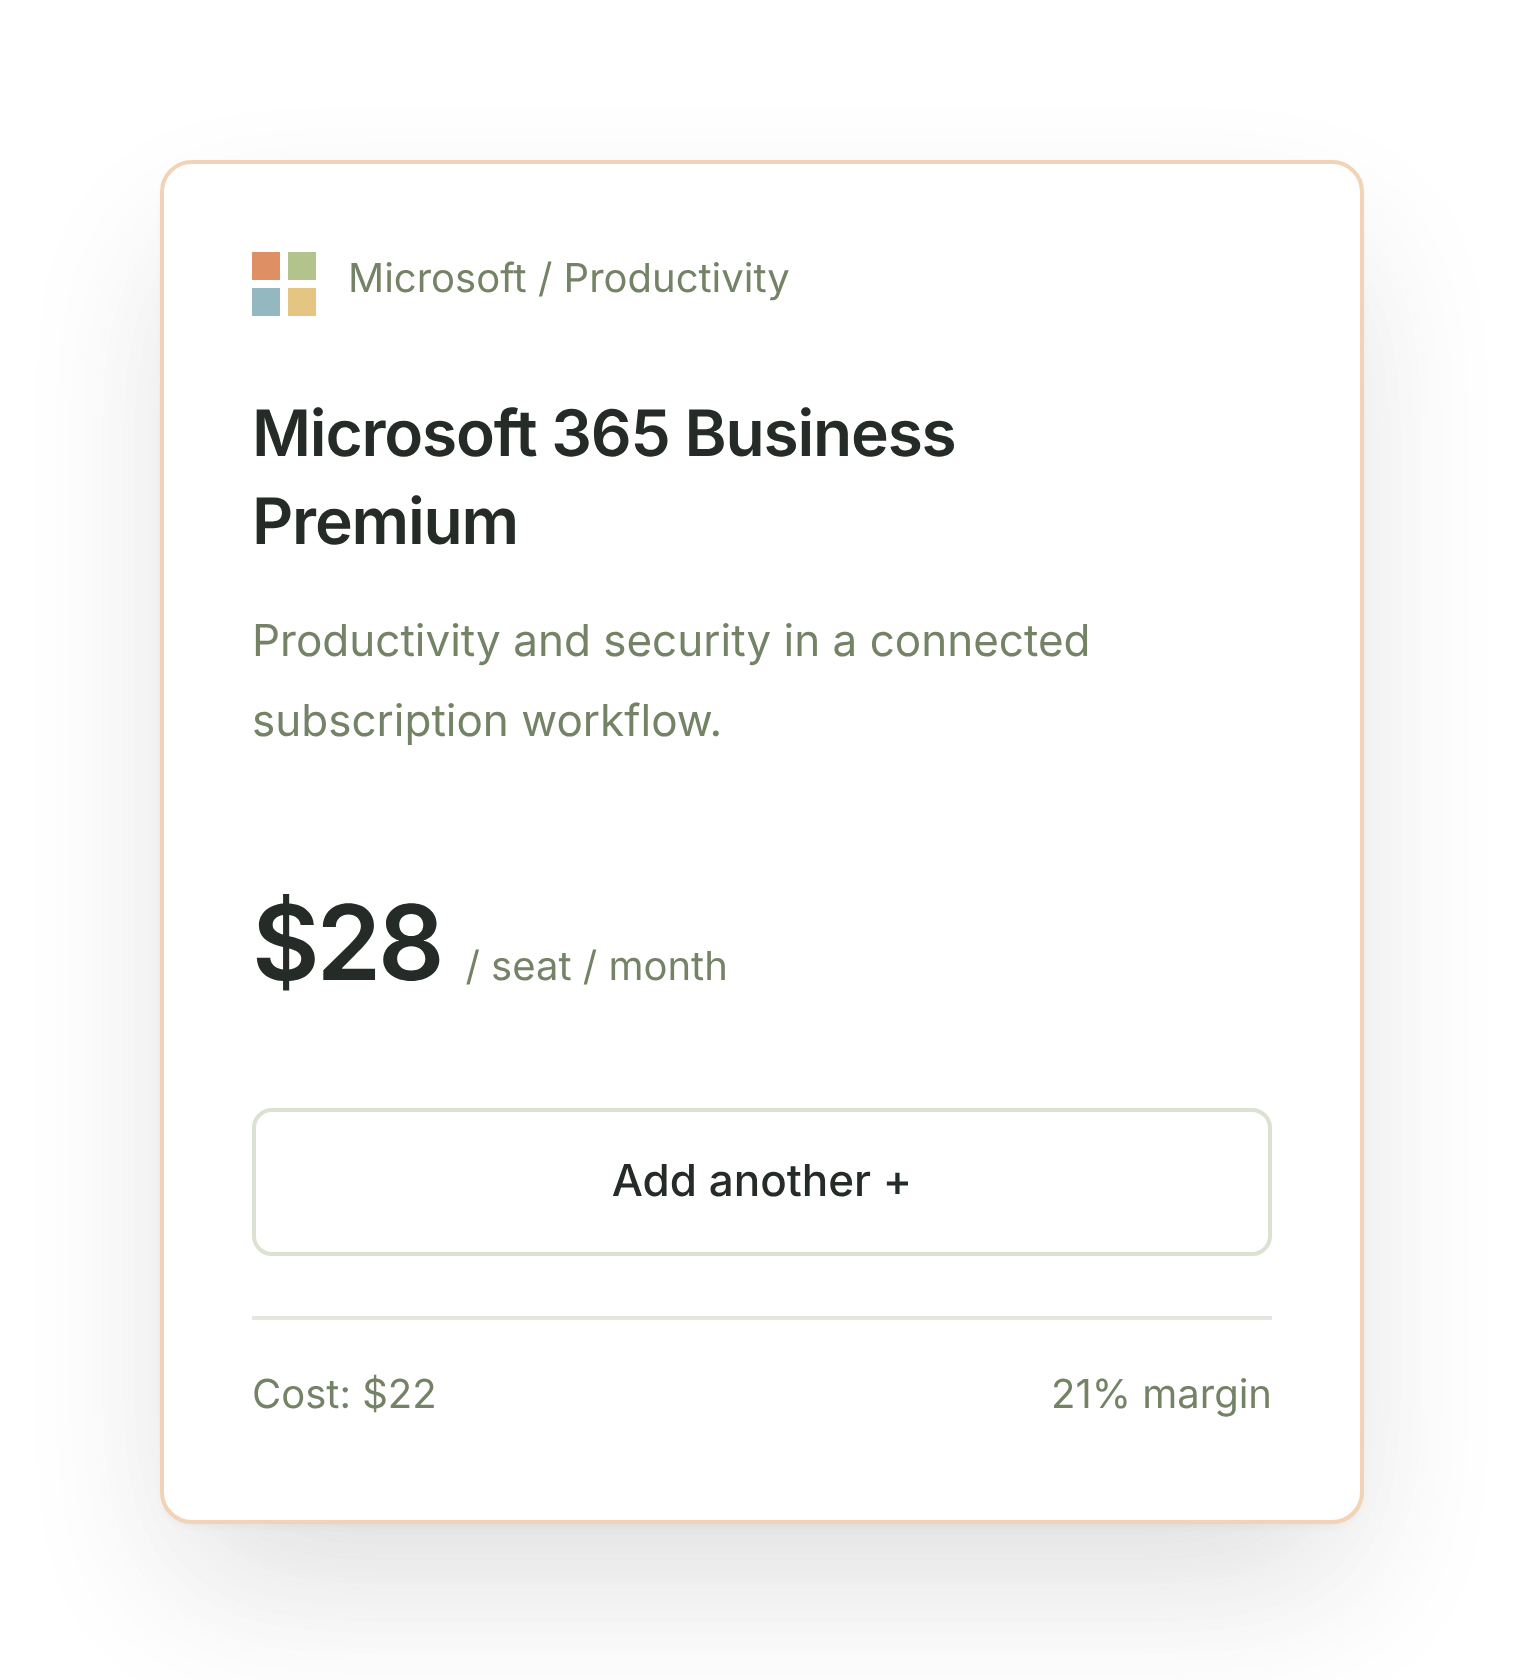 Microsoft / Productivity
Microsoft 365 Business
Premium
Productivity and security in a connected
subscription workflow.
$28 / seat / month
Add another +
Cost: $22
21% margin